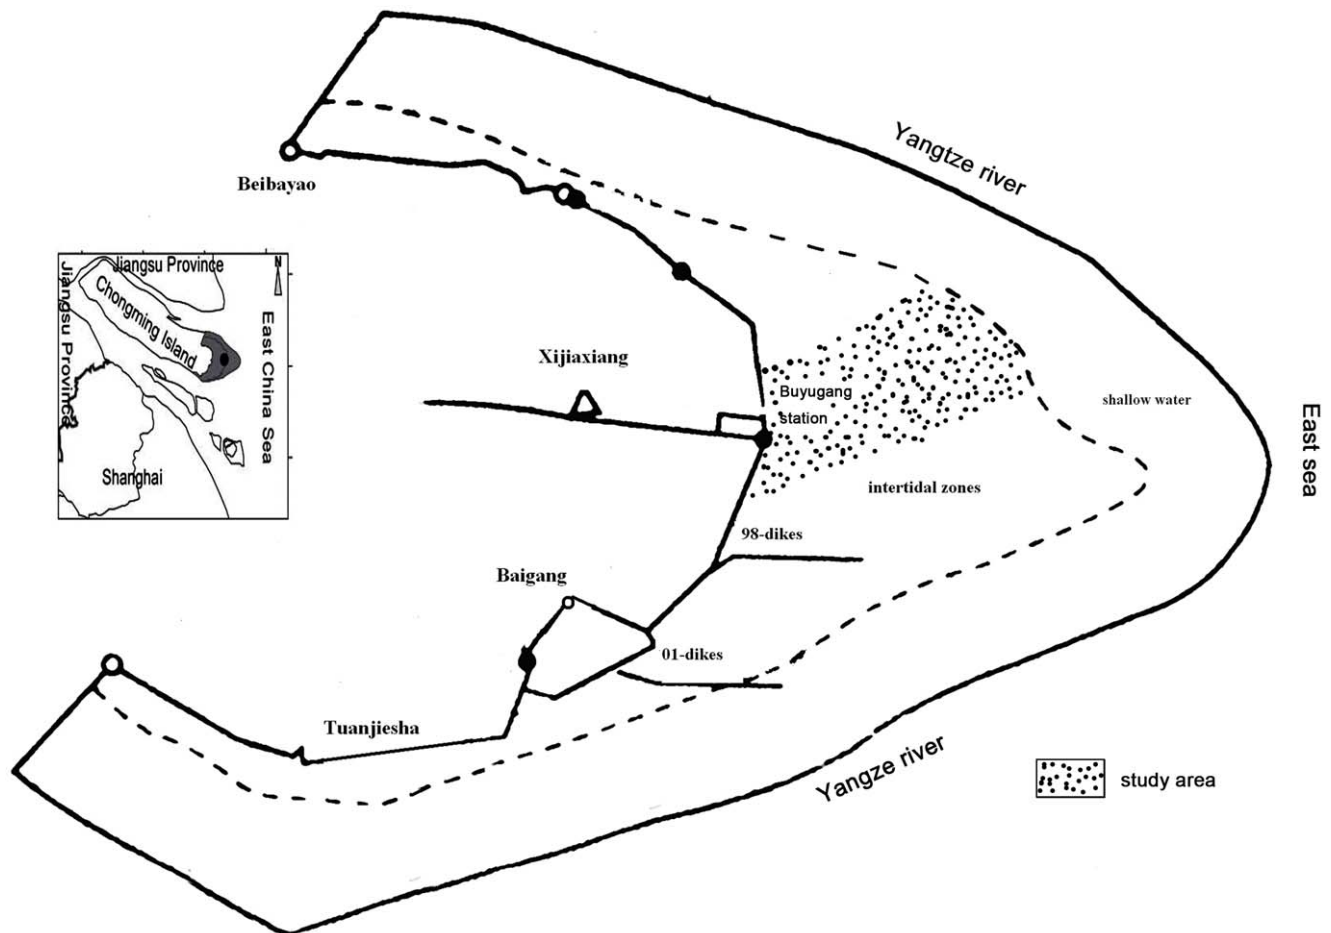 Yangtze river
Beibayao
N
Jiangsu Province
Jiangsu Province
Chongming Island
East China Sea
Shanghai
Xijiaxiang
Buyugang
station
shallow water
East sea
intertidal zones
98-dikes
Baigang
01-dikes
Tuanjiesha
Yangze river
study area